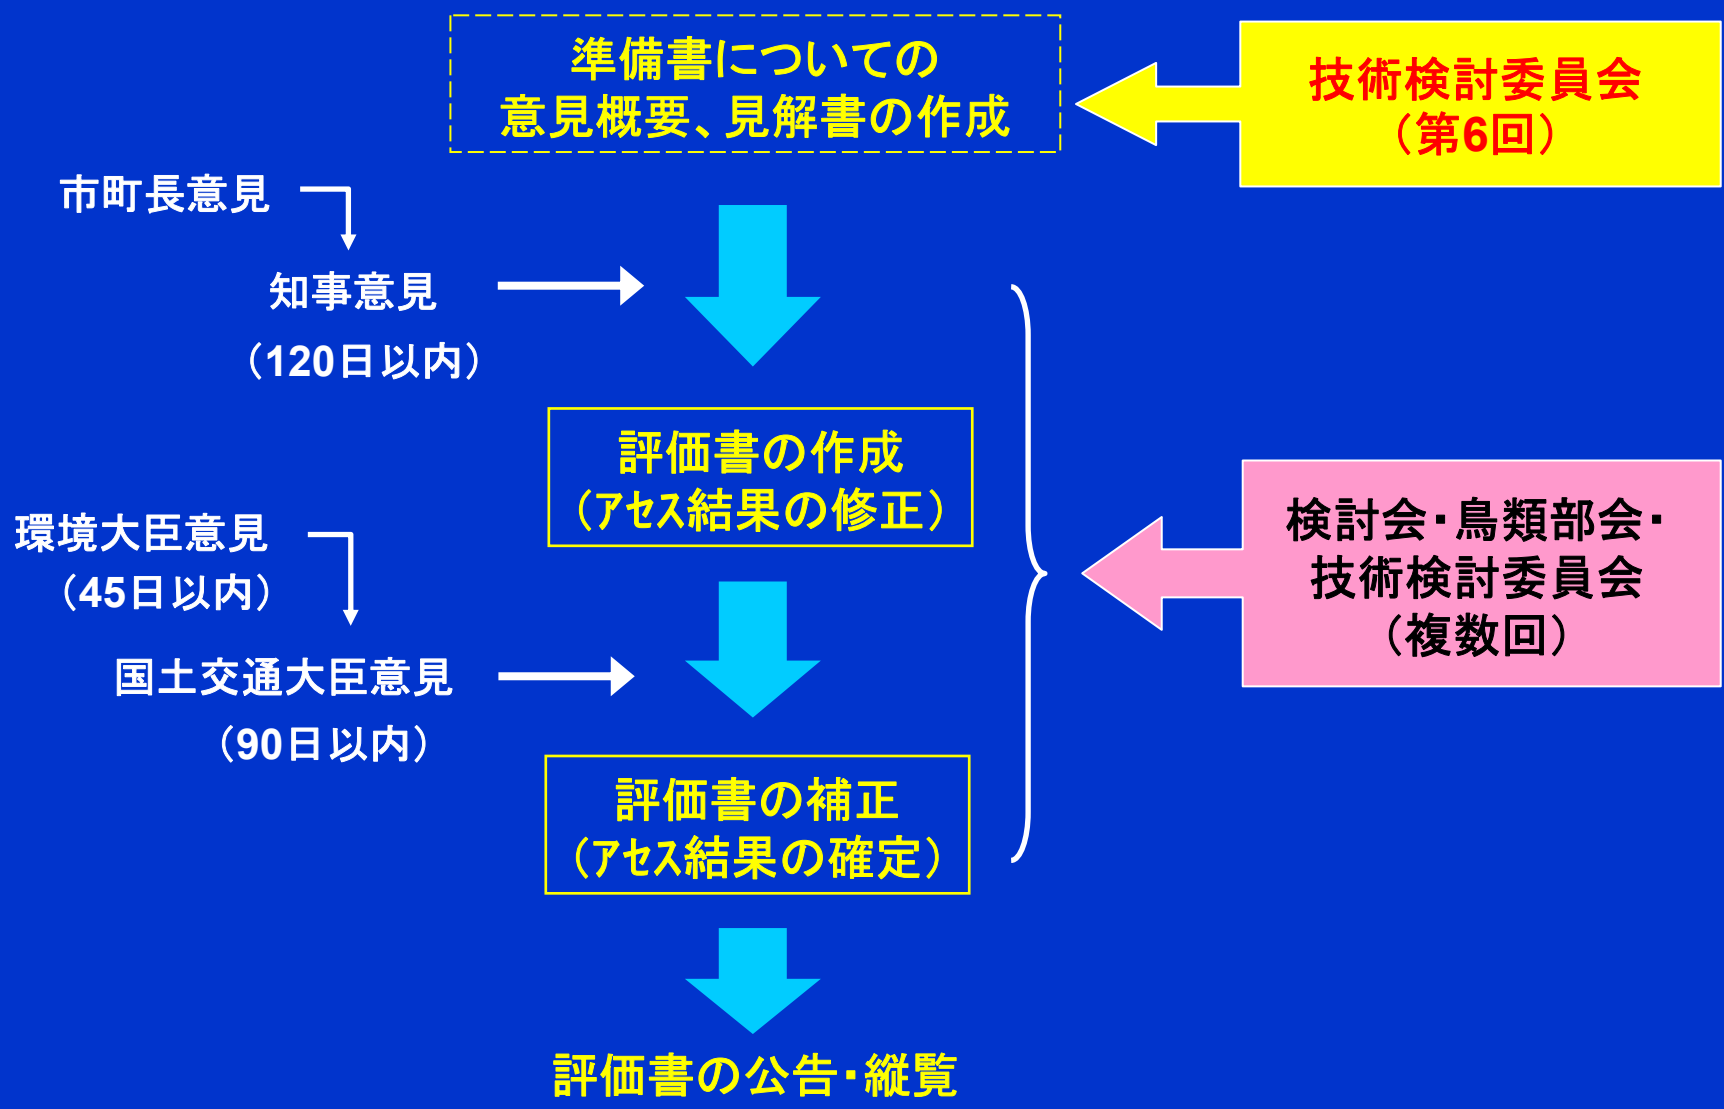 準備書についての
意見概要、見解書の作成
技術検討委員会
（第6回）
市町長意見
知事意見
（120日以内）
評価書の作成
（ｱｾｽ結果の修正）
環境大臣意見
（45日以内）
国土交通大臣意見
（90日以内）
検討会・鳥類部会・
技術検討委員会
（複数回）
評価書の補正
（ｱｾｽ結果の確定）
評価書の公告・縦覧